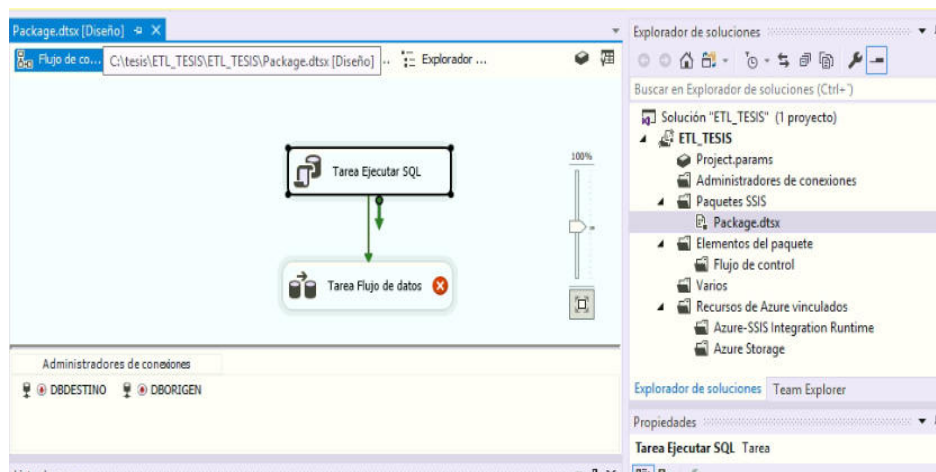 Package.dtsx [Diseño]
Flujo de co...
C:\tesis\ETL_TESIS\ETL_TESIS\Package.dtsx [Diseño]
Explorador ...
Tarea Ejecutar SQL
Tarea Flujo de datos
100%
Administradores de conexiones
DBDESTINO
DBORIGEN
Explorador de soluciones
Buscar en Explorador de soluciones (Ctrl+¨)
Solución "ETL_TESIS" (1 proyecto)
ETL_TESIS
Project.params
Administradores de conexiones
Paquetes SSIS
Package.dtsx
Elementos del paquete
Flujo de control
Varios
Recursos de Azure vinculados
Azure-SSIS Integration Runtime
Azure Storage
Explorador de soluciones Team Explorer
Propiedades
Tarea Ejecutar SQL Tarea